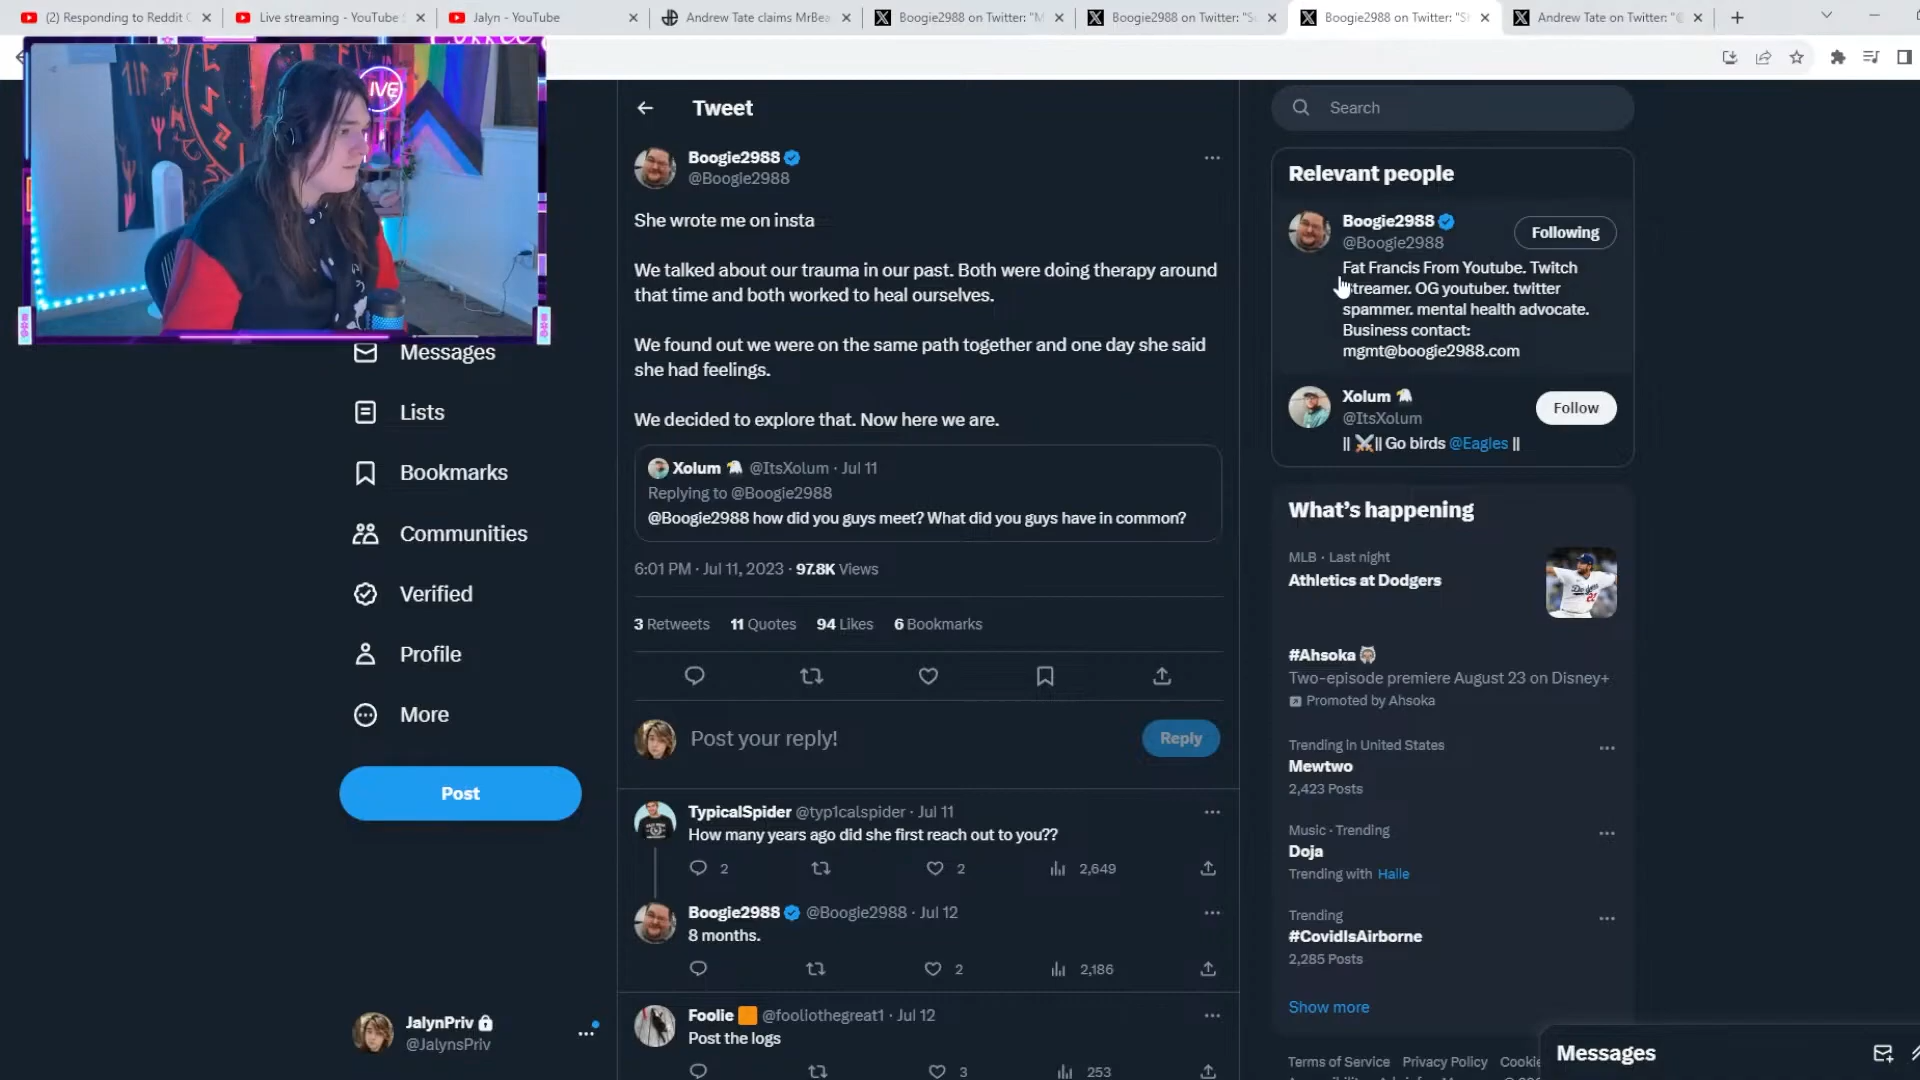 (2) Responding to Reddit
Live streaming - YouTube
Jalyn - YouTube
Andrew Tate claims MrBea
Boogie2988 on Twitter: "M
Boogie2988 on Twitter: "S
Boogie2988 on Twitter: "S
Andrew Tate on Twitter: "@
IVE
Tweet
Boogie2988
@Boogie2988
She wrote me on insta
We talked about our trauma in our past. Both were doing therapy around
that time and both worked to heal ourselves.
We found out we were on the same path together and one day she said
she had feelings.
We decided to explore that. Now here we are.
Xolum @ItsXolum · Jul 11
Replying to @Boogie2988
@Boogie2988 how did you guys meet? What did you guys have in common?
6:01 PM · Jul 11, 2023 · 97.8K Views
3 Retweets 11 Quotes 94 Likes 6 Bookmarks
Post your reply!
Reply
TypicalSpider @typ1calspider · Jul 11
How many years ago did she first reach out to you??
2 2 2,649
Boogie2988 @Boogie2988 · Jul 12
8 months.
2 2,186
Foolie @fooliothegreat1 · Jul 12
Post the logs
3 253
Messages
Lists
Bookmarks
Communities
Verified
Profile
More
Post
JalynPriv
@JalynsPriv
Search
Relevant people
Boogie2988
@Boogie2988
Following
Fat Francis From Youtube. Twitch
streamer. OG youtuber. twitter
spammer. mental health advocate.
Business contact:
mgmt@boogie2988.com
Xolum
@ItsXolum
Follow
|| ⚔️|| Go birds @Eagles ||
What's happening
MLB · Last night
Athletics at Dodgers
#Ahsoka
Two-episode premiere August 23 on Disney+
Promoted by Ahsoka
Trending in United States
Mewtwo
2,423 Posts
Music · Trending
Doja
Trending with Halle
Trending
#CovidIsAirborne
2,285 Posts
Show more
Terms of Service Privacy Policy Cookie
Messages